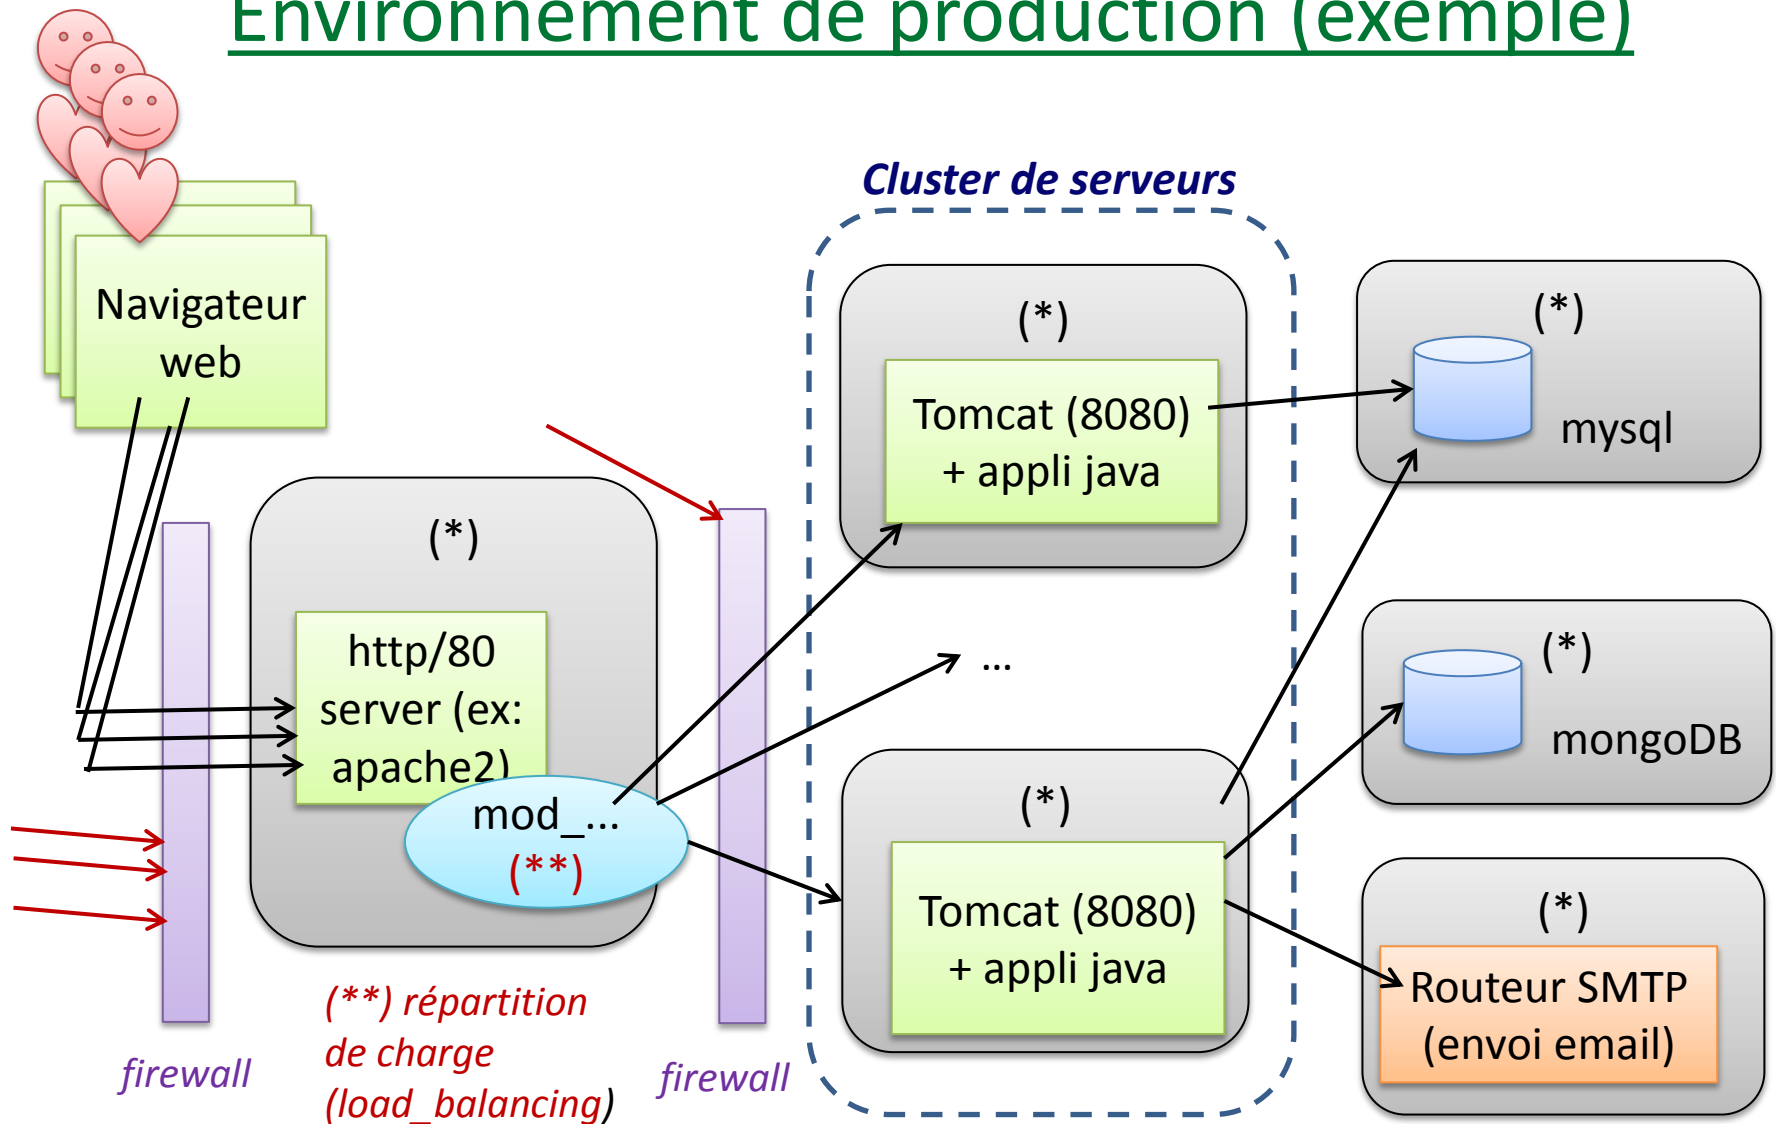 Environnement de production (exemple)
Navigateur
web
Cluster de serveurs
(*)
http/80
server (ex:
apache2)
mod_...
(**)
(*)
Tomcat (8080)
+ appli java
...
(*)
Tomcat (8080)
+ appli java
(*)
mysql
(*)
mongoDB
(*)
Routeur SMTP
(envoi email)
firewall
(**) répartition
de charge
(load_balancing)
firewall